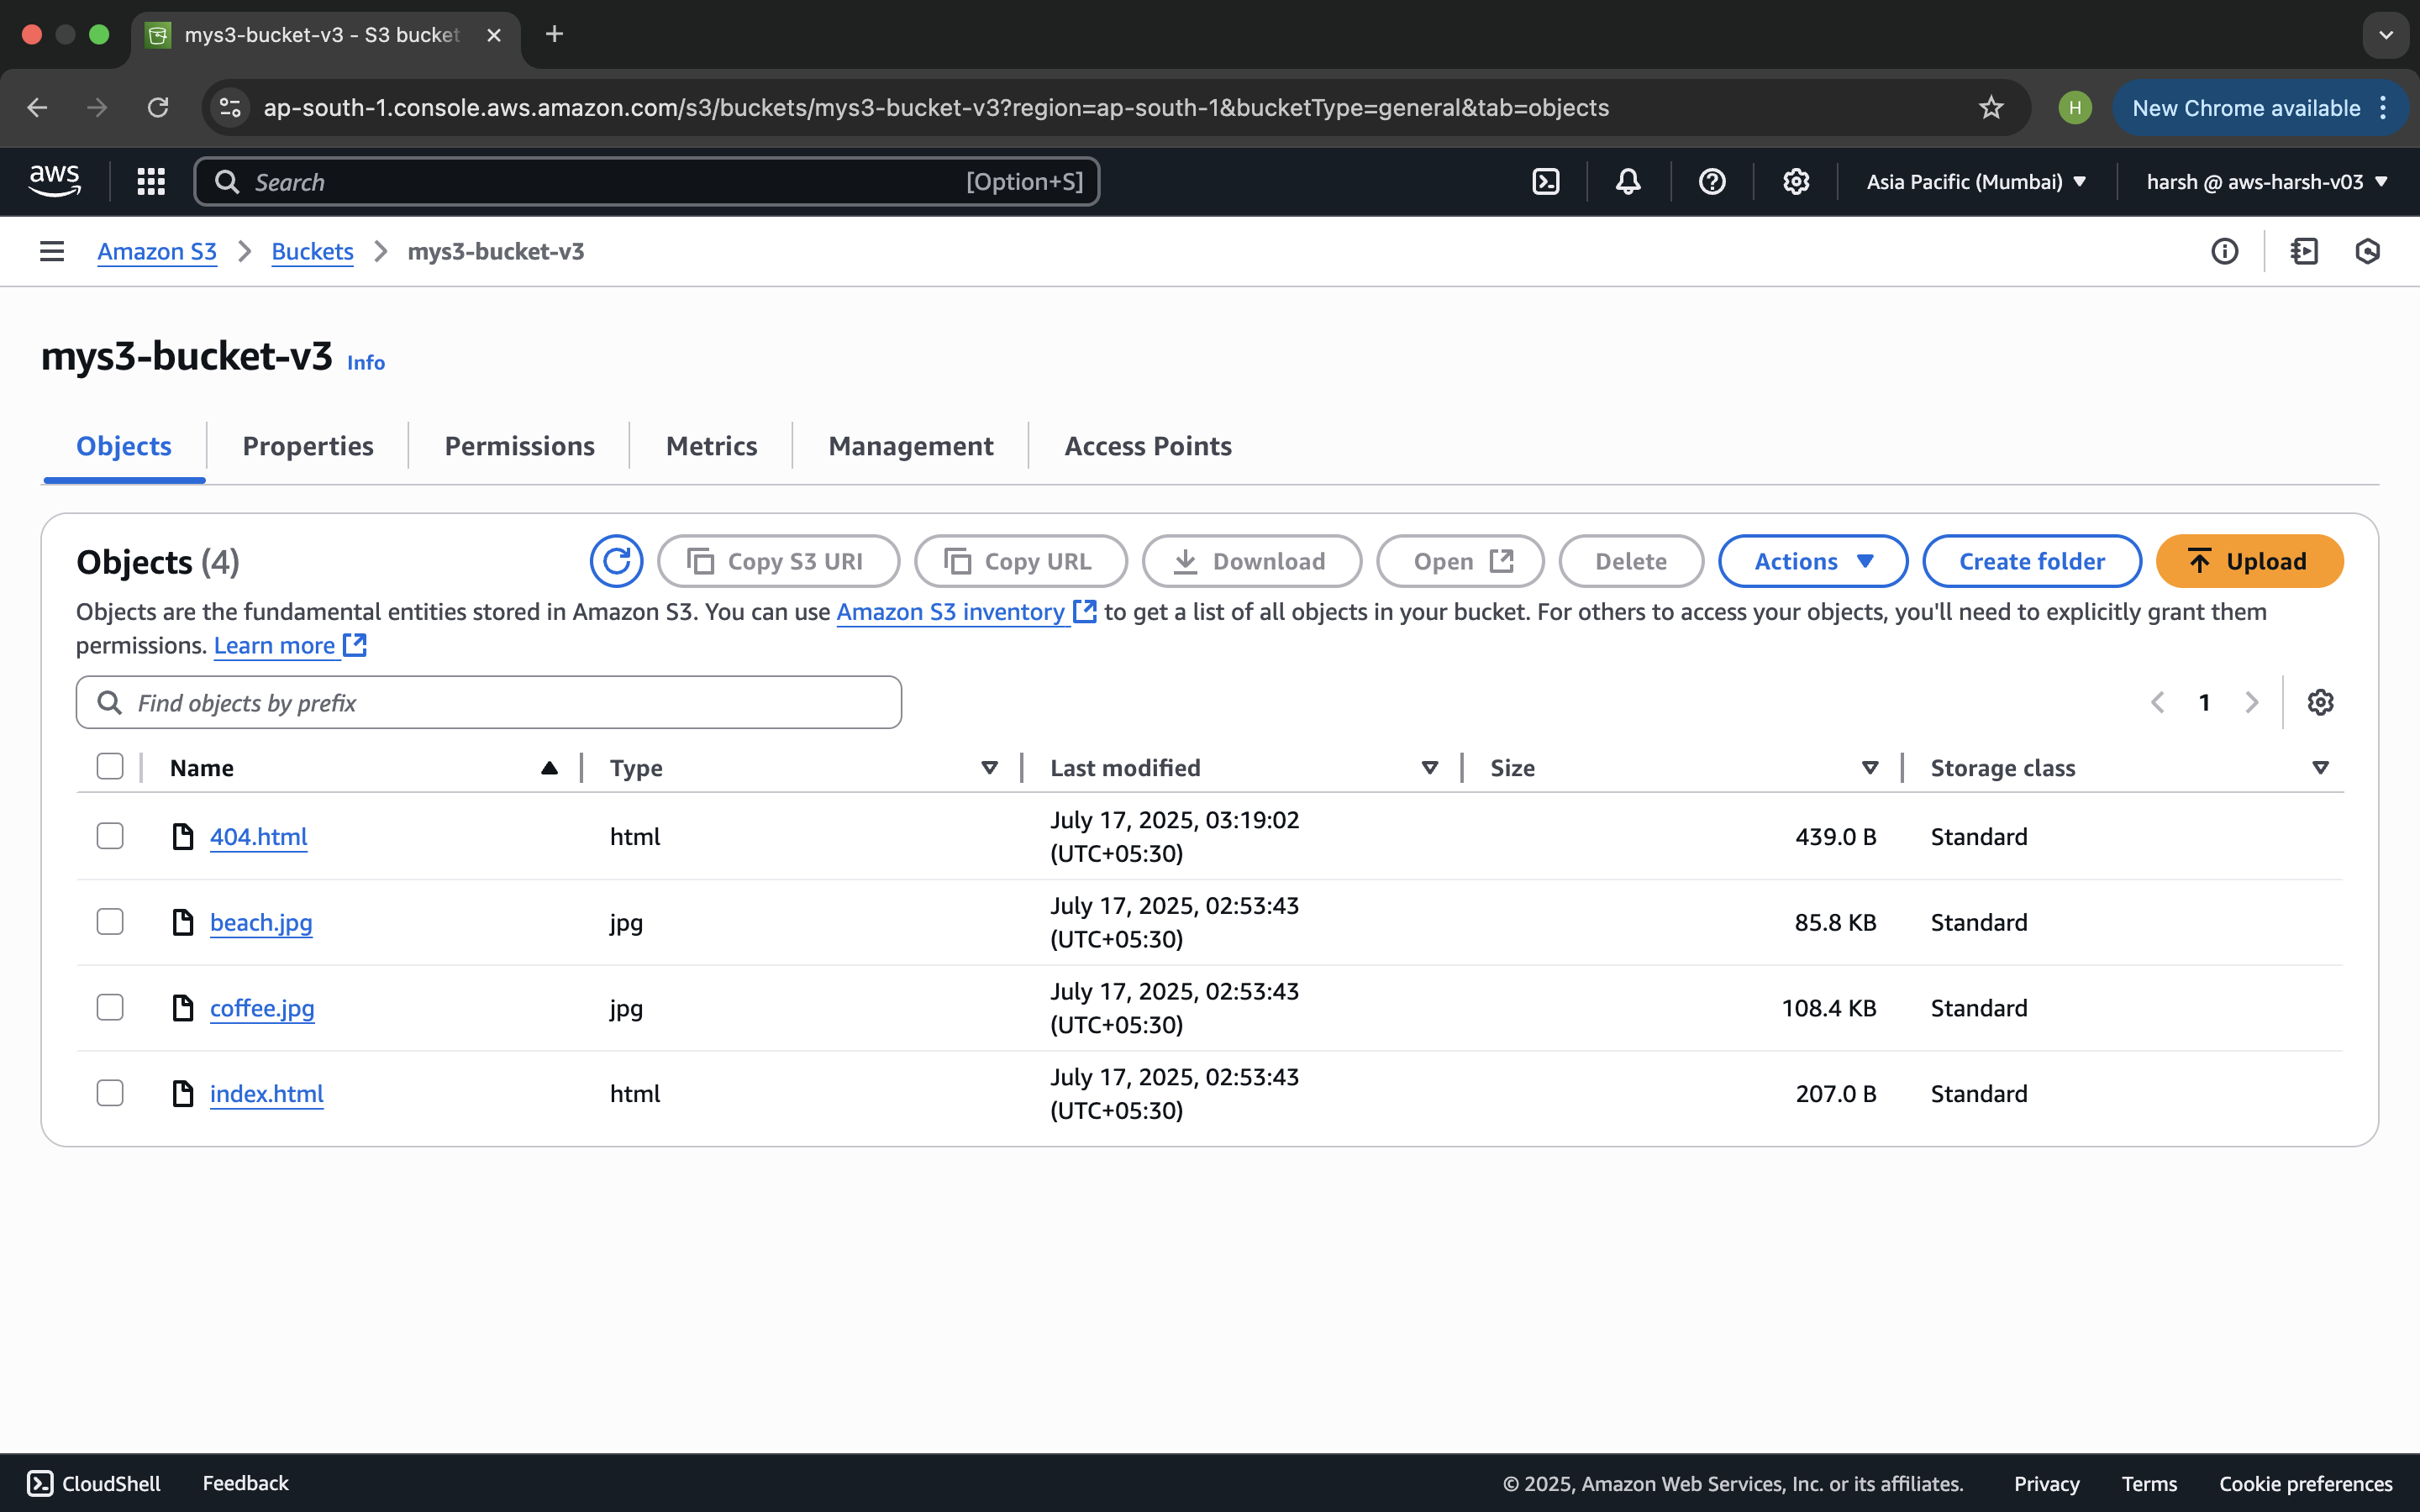 mys3-bucket-v3 - S3 bucket
ap-south-1.console.aws.amazon.com/s3/buckets/mys3-bucket-v3?region=ap-south-1&bucketType=general&tab=objects
H
New Chrome available
aws
Search
[Option+S]
Asia Pacific (Mumbai)
harsh @ aws-harsh-v03
Amazon S3
Buckets
mys3-bucket-v3
mys3-bucket-v3 Info
Objects
Properties
Permissions
Metrics
Management
Access Points
Objects (4)
Copy S3 URI
Copy URL
Download
Open
Delete
Actions
Create folder
Upload
Objects are the fundamental entities stored in Amazon S3. You can use Amazon S3 inventory to get a list of all objects in your bucket. For others to access your objects, you'll need to explicitly grant them
permissions. Learn more
Find objects by prefix
1
Name Type Last modified Size Storage class
404.html html July 17, 2025, 03:19:02 439.0 B Standard
(UTC+05:30)
beach.jpg jpg July 17, 2025, 02:53:43 85.8 KB Standard
(UTC+05:30)
coffee.jpg jpg July 17, 2025, 02:53:43 108.4 KB Standard
(UTC+05:30)
index.html html July 17, 2025, 02:53:43 207.0 B Standard
(UTC+05:30)
CloudShell
Feedback
© 2025, Amazon Web Services, Inc. or its affiliates.
Privacy
Terms
Cookie preferences